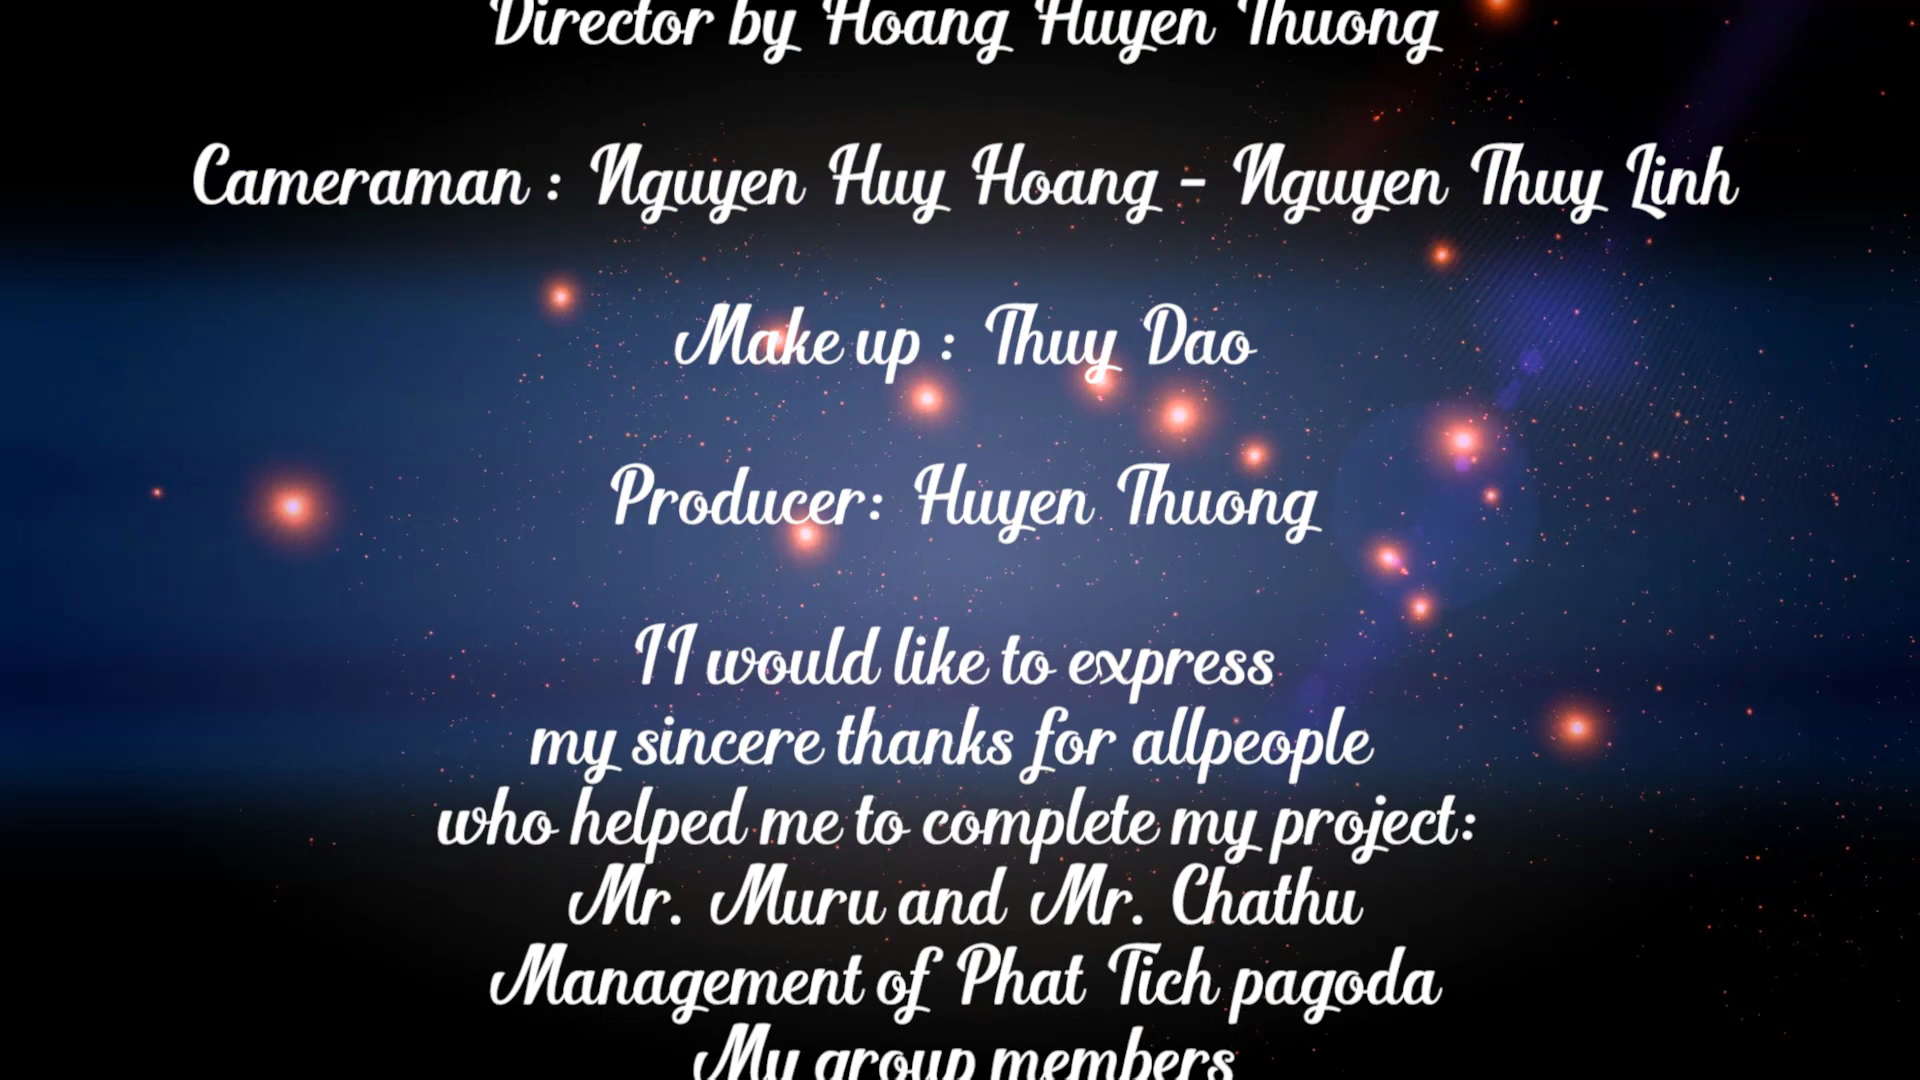 Director by Hoang Huyen Thuong
Cameraman : Nguyen Huy Hoang - Nguyen Thuy Linh
Make up : Thuy Dao
Producer: Huyen Thuong
II would like to express
my sincere thanks for allpeople
who helped me to complete my project:
Mr. Muru and Mr. Chathu
Management of Phat Tich pagoda
My group members